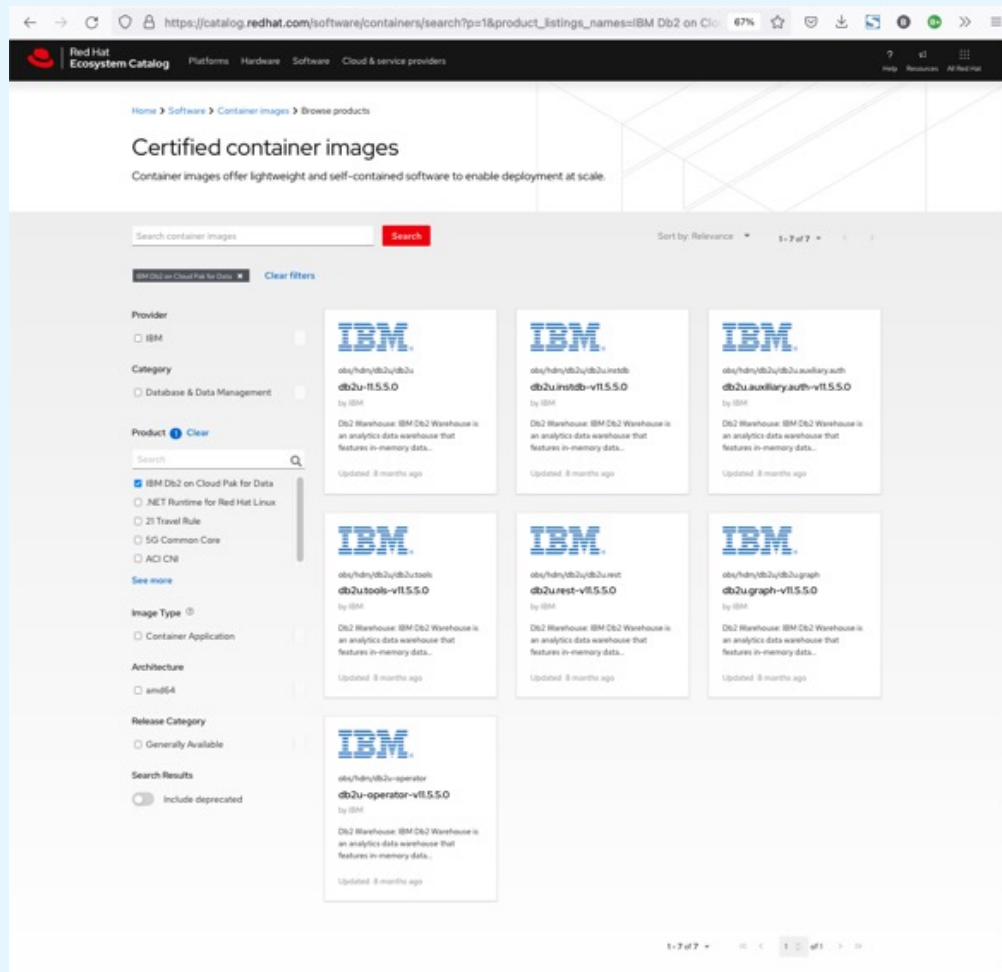 https://catalog.redhat.com/software/containers/search?p=1&product_listings_names=IBM Db2 on Clo
67%
Red Hat
Ecosystem Catalog
Platforms Hardware Software Cloud & service providers
Help Resources All Red Hat
Home > Software > Container images > Browse products
Certified container images
Container images offer lightweight and self-contained software to enable deployment at scale.
Search container images
Search
Sort by: Relevance
1-7 of 7
IBM Db2 on Cloud Pak for Data
Clear filters
Provider
IBM
Category
Database & Data Management
Product 1 Clear
Search
IBM Db2 on Cloud Pak for Data
.NET Runtime for Red Hat Linux
21 Travel Rule
5G Common Core
ACI CNI
See more
Image Type
Container Application
Architecture
amd64
Release Category
Generally Available
Search Results
Include deprecated
IBM
obs/hdm/db2u/db2u
db2u-11.5.5.0
by IBM
Db2 Warehouse: IBM Db2 Warehouse is
an analytics data warehouse that
features in-memory data...
Updated 8 months ago
IBM
obs/hdm/db2u/db2u.instdb
db2u.instdb-v11.5.5.0
by IBM
Db2 Warehouse: IBM Db2 Warehouse is
an analytics data warehouse that
features in-memory data...
Updated 8 months ago
IBM
obs/hdm/db2u/db2u.auxiliary.auth
db2u.auxiliary.auth-v11.5.5.0
by IBM
Db2 Warehouse: IBM Db2 Warehouse is
an analytics data warehouse that
features in-memory data...
Updated 8 months ago
IBM
obs/hdm/db2u/db2u.tools
db2u.tools-v11.5.5.0
by IBM
Db2 Warehouse: IBM Db2 Warehouse is
an analytics data warehouse that
features in-memory data...
Updated 8 months ago
IBM
obs/hdm/db2u/db2u.rest
db2u.rest-v11.5.5.0
by IBM
Db2 Warehouse: IBM Db2 Warehouse is
an analytics data warehouse that
features in-memory data...
Updated 8 months ago
IBM
obs/hdm/db2u/db2u.graph
db2u.graph-v11.5.5.0
by IBM
Db2 Warehouse: IBM Db2 Warehouse is
an analytics data warehouse that
features in-memory data...
Updated 8 months ago
IBM
obs/hdm/db2u-operator
db2u-operator-v11.5.5.0
by IBM
Db2 Warehouse: IBM Db2 Warehouse is
an analytics data warehouse that
features in-memory data...
Updated 8 months ago
1-7 of 7
1 of 1